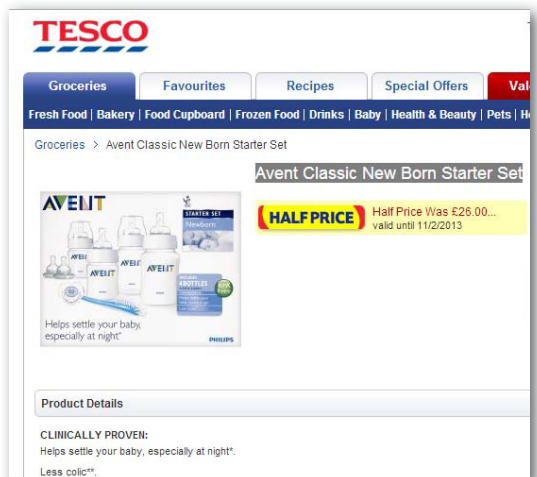 TESCO
Groceries Favourites Recipes Special Offers Val
Fresh Food | Bakery | Food Cupboard | Frozen Food | Drinks | Baby | Health & Beauty | Pets | H
Groceries > Avent Classic New Born Starter Set
Avent Classic New Born Starter Set
HALF PRICE
Half Price Was £26.00...
valid until 11/2/2013
AVENT
STARTER SET
Newborn
AVENT
AVENT
AVENT
AVENT
INCLUDES
4 BOTTLES
Helps settle your baby,
especially at night*
PHILIPS
Product Details
CLINICALLY PROVEN:
Helps settle your baby, especially at night*.
Less colic**.